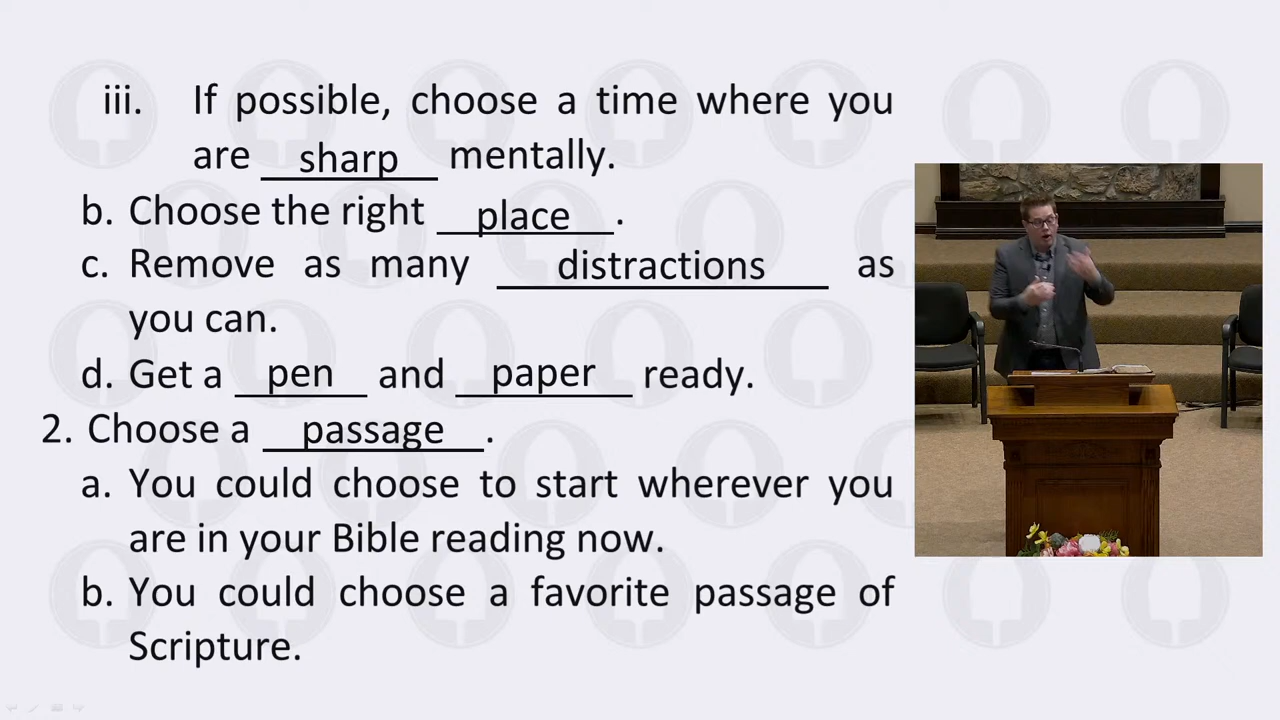 iii. If possible, choose a time where you
are sharp mentally.
b. Choose the right place.
c. Remove as many distractions as
you can.
d. Get a pen and paper ready.
2. Choose a passage.
a. You could choose to start wherever you
are in your Bible reading now.
b. You could choose a favorite passage of
Scripture.